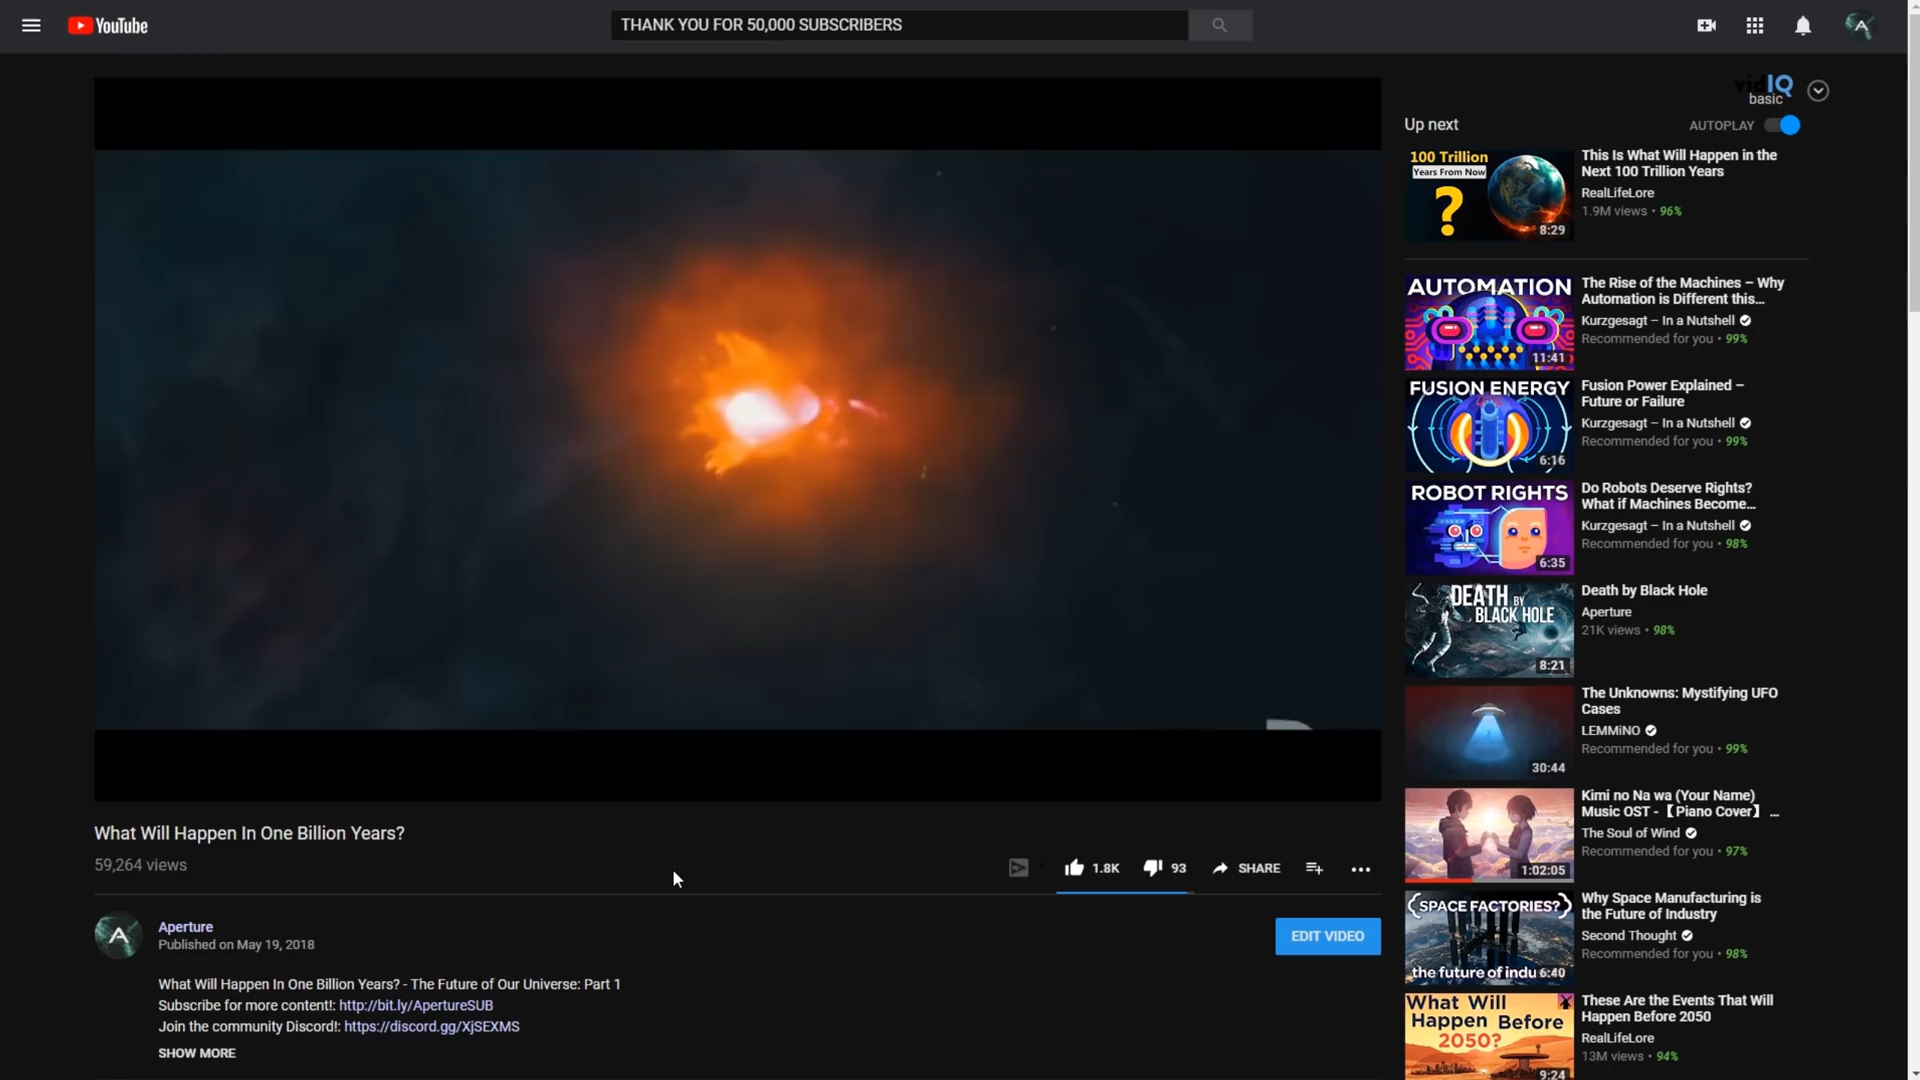 YouTube
THANK YOU FOR 50,000 SUBSCRIBERS
A
vidIQ
basic
Up next
AUTOPLAY
100 Trillion
Years From Now
?
8:29
This Is What Will Happen in the
Next 100 Trillion Years
RealLifeLore
1.9M views • 96%
AUTOMATION
11:41
The Rise of the Machines – Why
Automation is Different this...
Kurzgesagt – In a Nutshell
Recommended for you • 99%
FUSION ENERGY
6:16
Fusion Power Explained –
Future or Failure
Kurzgesagt – In a Nutshell
Recommended for you • 99%
ROBOT RIGHTS
6:35
Do Robots Deserve Rights?
What if Machines Become...
Kurzgesagt – In a Nutshell
Recommended for you • 98%
DEATH BY
BLACK HOLE
8:21
Death by Black Hole
Aperture
21K views • 98%
30:44
The Unknowns: Mystifying UFO
Cases
LEMMiNO
Recommended for you • 99%
1:02:05
Kimi no Na wa (Your Name)
Music OST -【Piano Cover】 ...
The Soul of Wind
Recommended for you • 97%
(SPACE FACTORIES?)
the future of indu
6:40
Why Space Manufacturing is
the Future of Industry
Second Thought
Recommended for you • 98%
What Will
Happen Before
2050?
9:24
These Are the Events That Will
Happen Before 2050
RealLifeLore
13M views • 94%
What Will Happen In One Billion Years?
59,264 views
1.8K
93
SHARE
A
Aperture
Published on May 19, 2018
EDIT VIDEO
What Will Happen In One Billion Years? - The Future of Our Universe: Part 1
Subscribe for more content!: http://bit.ly/ApertureSUB
Join the community Discord!: https://discord.gg/XjSEXMS
SHOW MORE